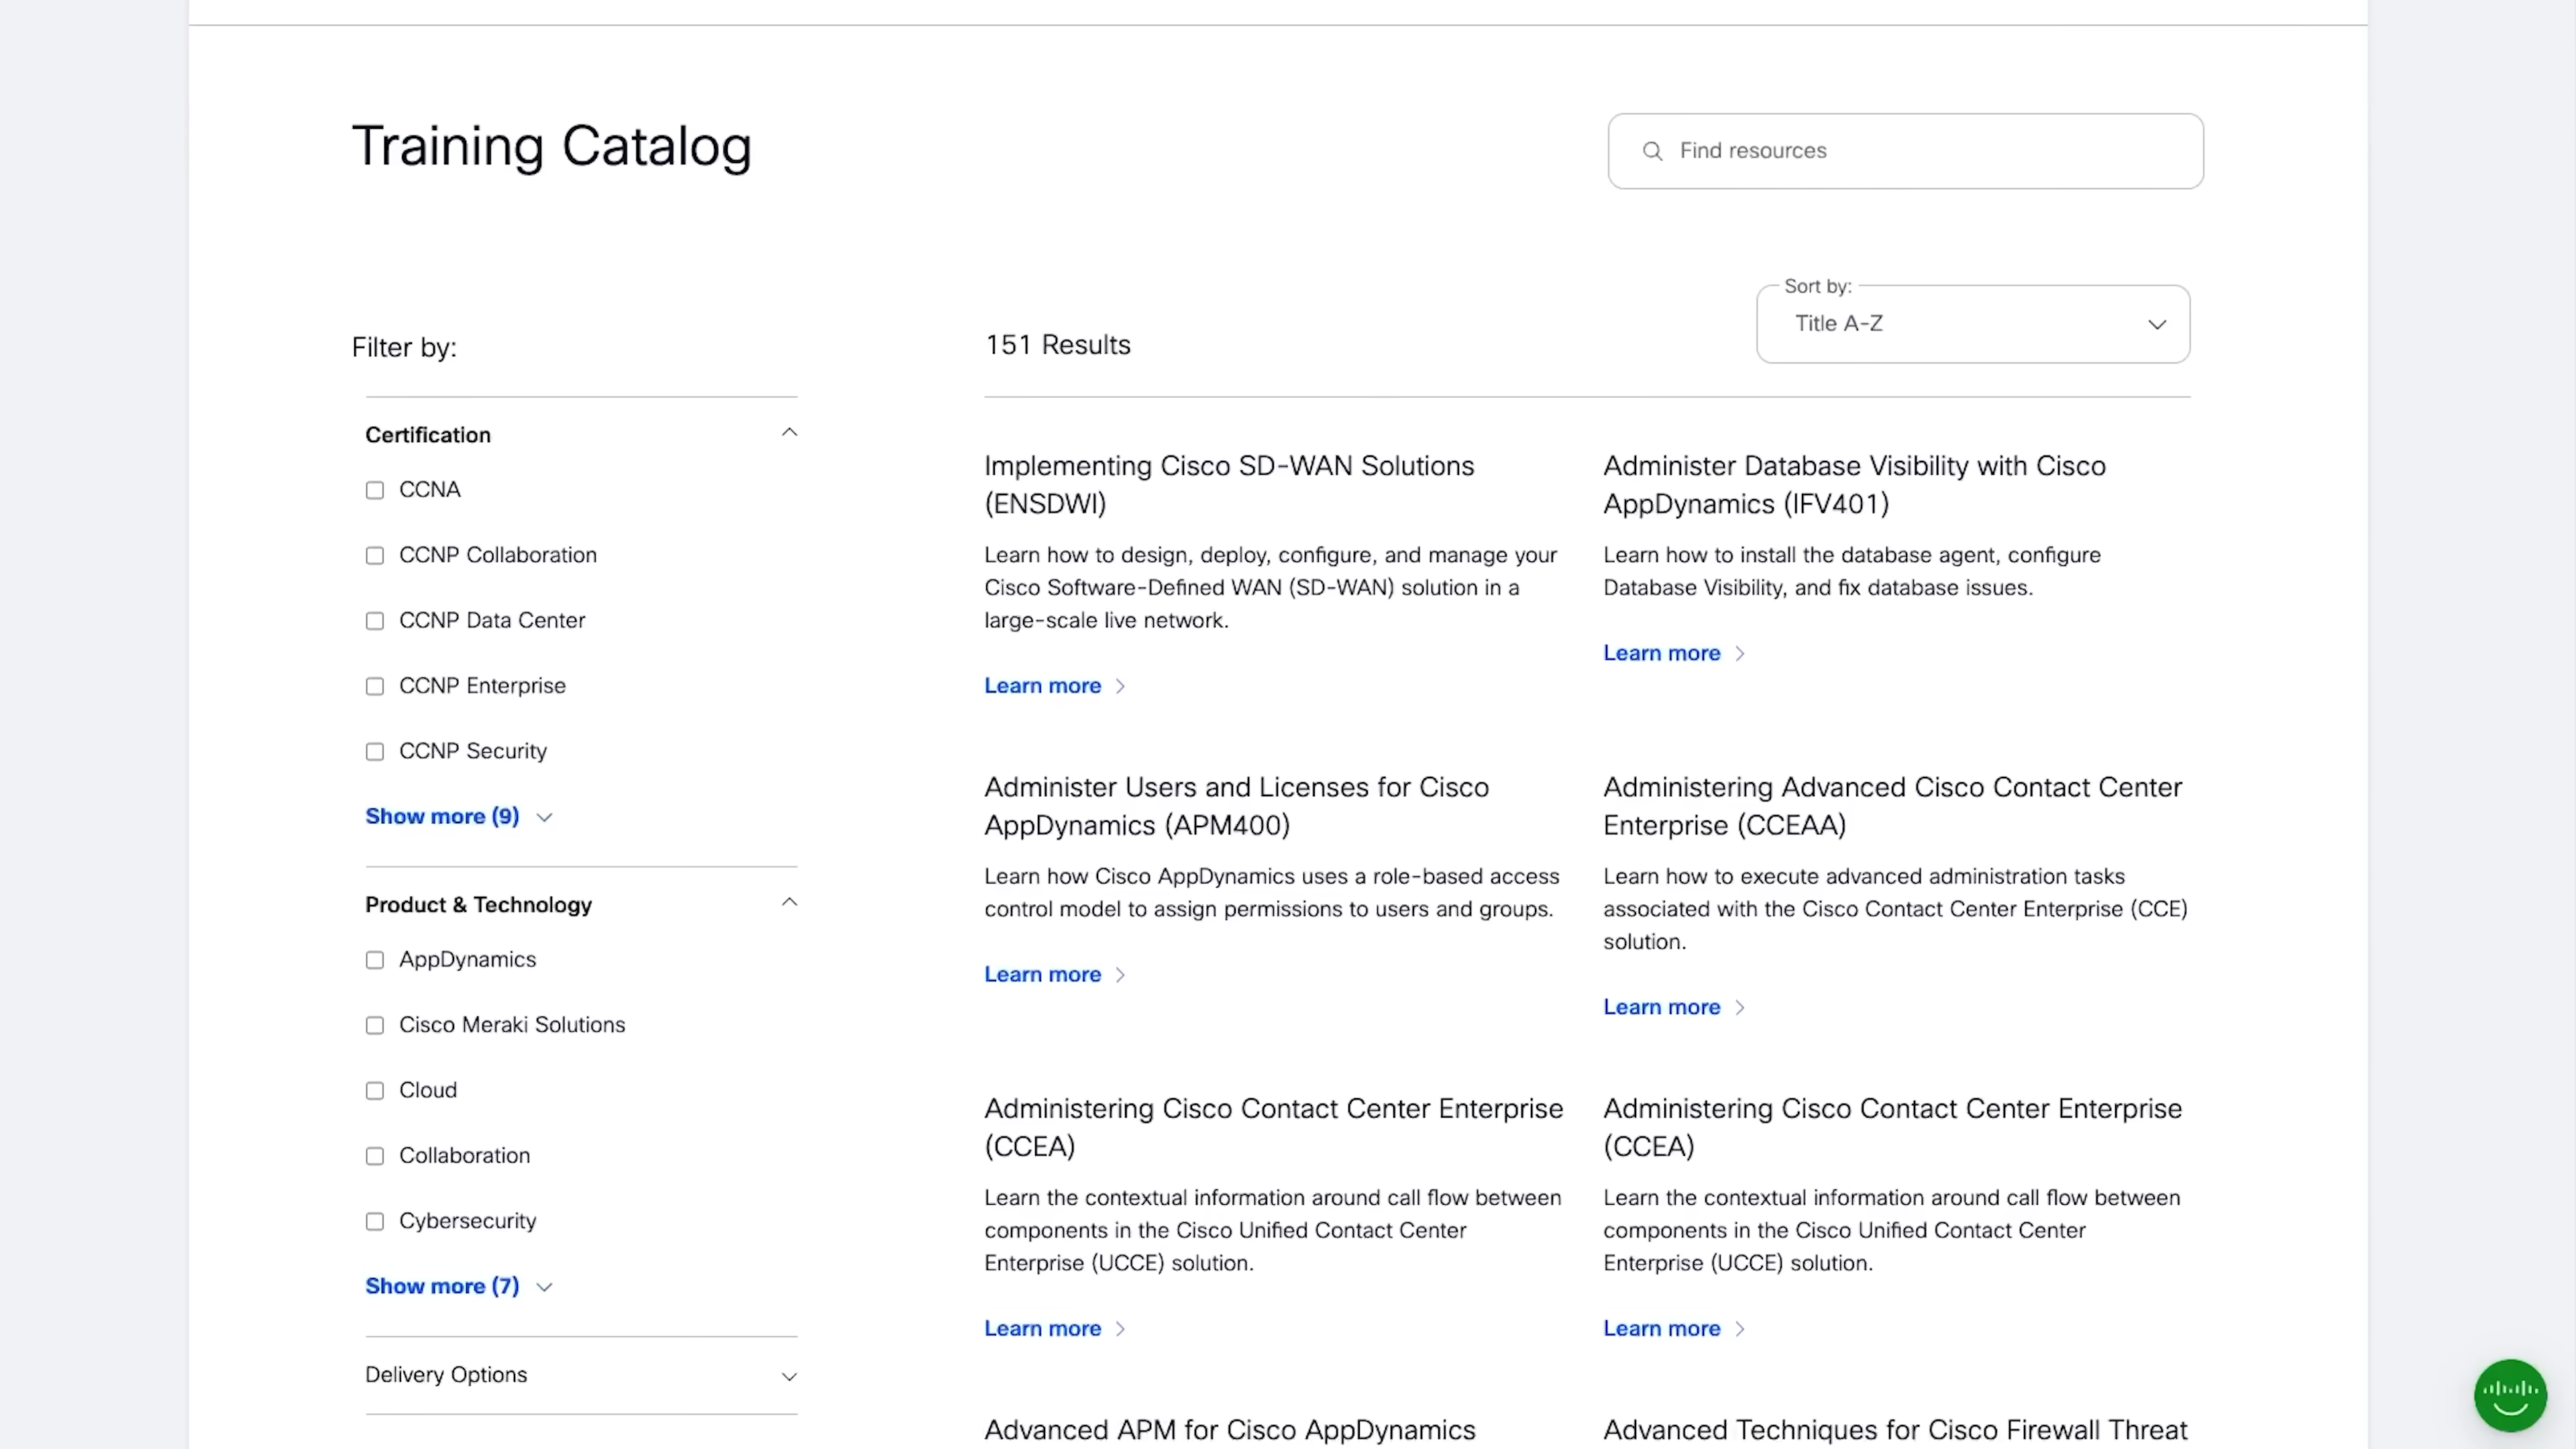 Training Catalog
Find resources
Sort by:
Title A-Z
Filter by:
151 Results
Certification
CCNA
CCNP Collaboration
CCNP Data Center
CCNP Enterprise
CCNP Security
Show more (9)
Product & Technology
AppDynamics
Cisco Meraki Solutions
Cloud
Collaboration
Cybersecurity
Show more (7)
Delivery Options
Implementing Cisco SD-WAN Solutions
(ENSDWI)
Learn how to design, deploy, configure, and manage your
Cisco Software-Defined WAN (SD-WAN) solution in a
large-scale live network.
Learn more
Administer Database Visibility with Cisco
AppDynamics (IFV401)
Learn how to install the database agent, configure
Database Visibility, and fix database issues.
Learn more
Administer Users and Licenses for Cisco
AppDynamics (APM400)
Learn how Cisco AppDynamics uses a role-based access
control model to assign permissions to users and groups.
Learn more
Administering Advanced Cisco Contact Center
Enterprise (CCEAA)
Learn how to execute advanced administration tasks
associated with the Cisco Contact Center Enterprise (CCE)
solution.
Learn more
Administering Cisco Contact Center Enterprise
(CCEA)
Learn the contextual information around call flow between
components in the Cisco Unified Contact Center
Enterprise (UCCE) solution.
Learn more
Administering Cisco Contact Center Enterprise
(CCEA)
Learn the contextual information around call flow between
components in the Cisco Unified Contact Center
Enterprise (UCCE) solution.
Learn more
Advanced APM for Cisco AppDynamics
Advanced Techniques for Cisco Firewall Threat